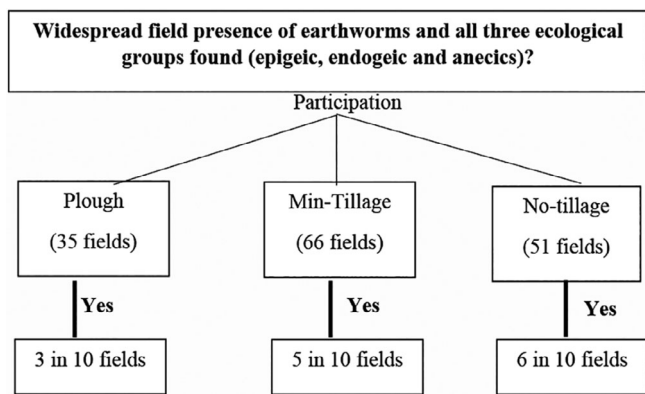 Widespread field presence of earthworms and all three ecological
groups found (epigeic, endogeic and anecics)?
Participation
Plough
(35 fields)
Min-Tillage
(66 fields)
No-tillage
(51 fields)
Yes
Yes
Yes
3 in 10 fields
5 in 10 fields
6 in 10 fields